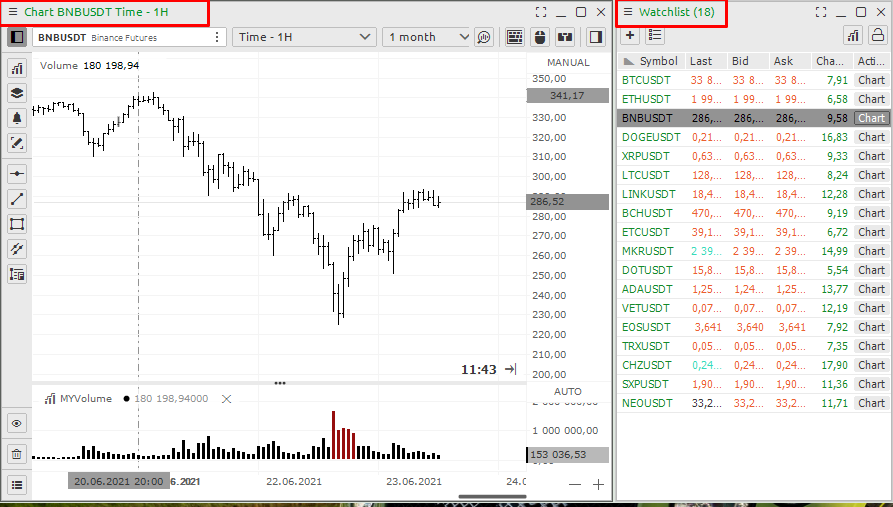 Chart BNBUSDT Time - 1H
BNBUSDT Binance Futures
Time - 1H
1 month
Volume 180 198,94
MANUAL
350,00
341,17
330,00
320,00
310,00
300,00
286,52
280,00
270,00
260,00
250,00
240,00
230,00
220,00
210,00
200,00
11:43
MYVolume 180 198,94000
AUTO
1 000 000,00
153 036,53
20.06.2021 20:00
6.2021
22.06.2021
23.06.2021
24.0
Watchlist (18)
Symbol Last Bid Ask Cha... Acti...
BTCUSDT 33 8... 33 8... 33 8... 7,91 Chart
ETHUSDT 1 99... 1 99... 1 99... 6,58 Chart
BNBUSDT 286,... 286,... 286,... 9,58 Chart
DOGEUSDT 0,21... 0,21... 0,21... 16,83 Chart
XRPUSDT 0,63... 0,63... 0,63... 9,33 Chart
LTCUSDT 128,... 128,... 128,... 8,24 Chart
LINKUSDT 18,4... 18,4... 18,4... 12,28 Chart
BCHUSDT 470,... 470,... 470,... 9,19 Chart
ETCUSDT 39,1... 39,1... 39,1... 6,72 Chart
MKRUSDT 2 39... 2 39... 2 39... 14,99 Chart
DOTUSDT 15,8... 15,8... 15,8... 5,54 Chart
ADAUSDT 1,25... 1,24... 1,24... 13,77 Chart
VETUSDT 0,07... 0,07... 0,07... 12,19 Chart
EOSUSDT 3,641 3,640 3,641 7,92 Chart
TRXUSDT 0,05... 0,05... 0,05... 7,35 Chart
CHZUSDT 0,24... 0,24... 0,24... 17,90 Chart
SXPUSDT 1,90... 1,90... 1,90... 11,36 Chart
NEOUSDT 33,2... 33,2... 33,2... 11,71 Chart